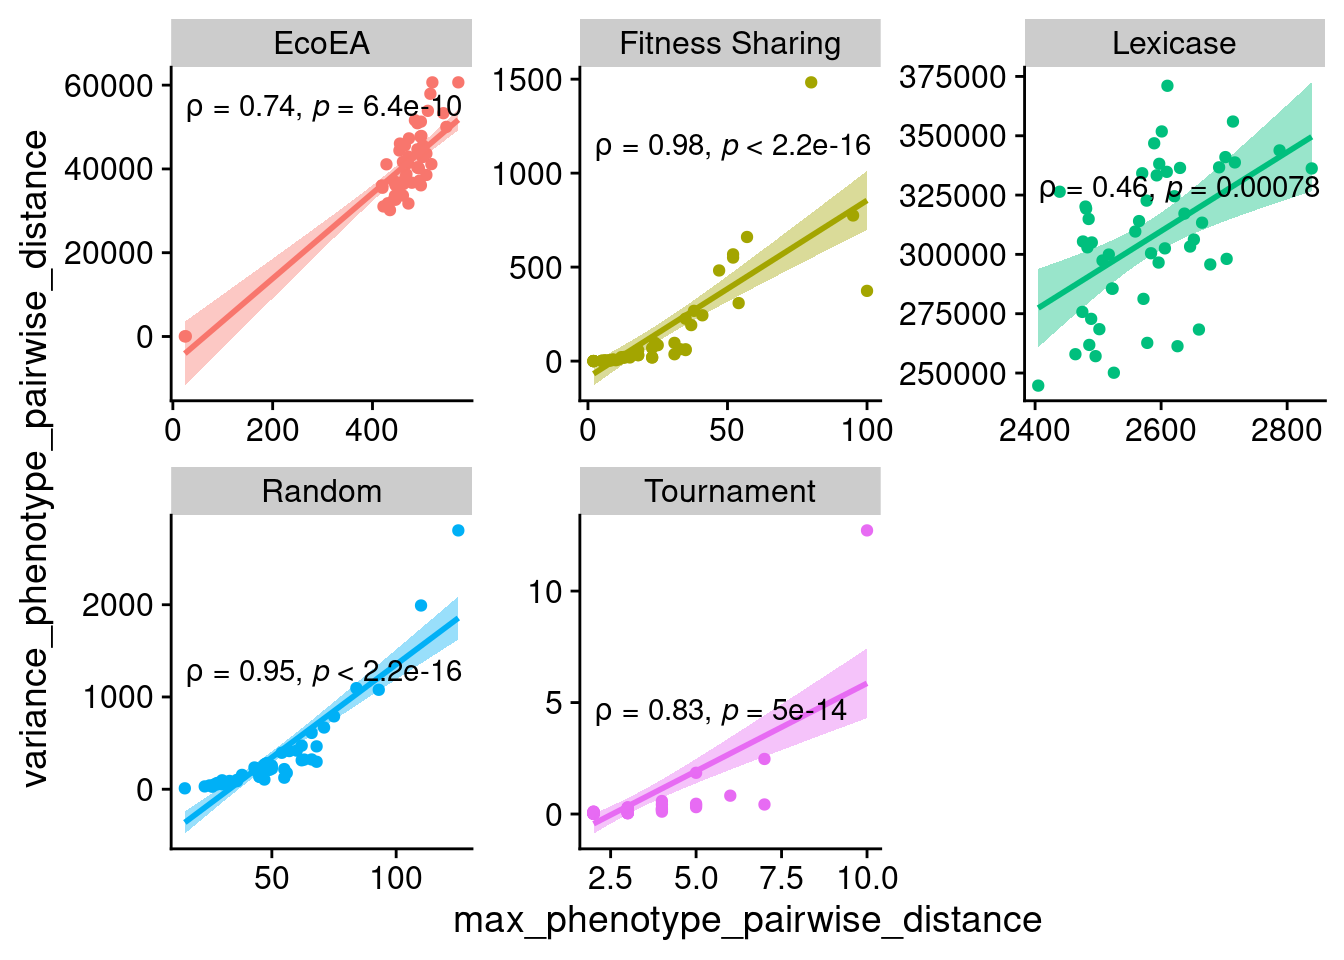 EcoEA
Fitness Sharing
Lexicase
60000
40000
20000
0
ρ = 0.74, p = 6.4e-10
0
200
400
1500
1000
500
0
ρ = 0.98, p < 2.2e-16
0
50
100
375000
350000
325000
300000
275000
250000
ρ = 0.46, p = 0.00078
2400
2600
2800
Random
Tournament
2000
1000
0
ρ = 0.95, p < 2.2e-16
50
100
10
5
0
ρ = 0.83, p = 5e-14
2.5
5.0
7.5
10.0
variance_phenotype_pairwise_distance
max_phenotype_pairwise_distance